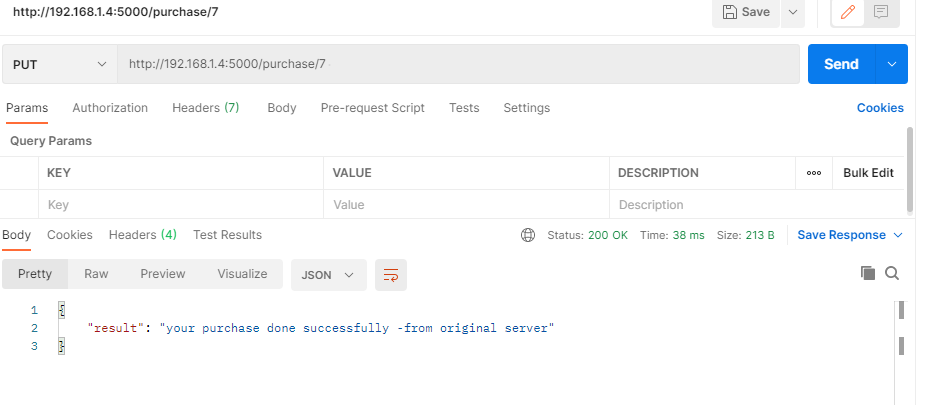 http://192.168.1.4:5000/purchase/7
Save
PUT
http://192.168.1.4:5000/purchase/7
Send
Params Authorization Headers (7) Body Pre-request Script Tests Settings Cookies
Query Params
KEY VALUE DESCRIPTION ooo Bulk Edit
Key Value Description
Body Cookies Headers (4) Test Results Status: 200 OK Time: 38 ms Size: 213 B Save Response
Pretty Raw Preview Visualize JSON
1 {
2 "result": "your purchase done successfully -from original server"
3 }